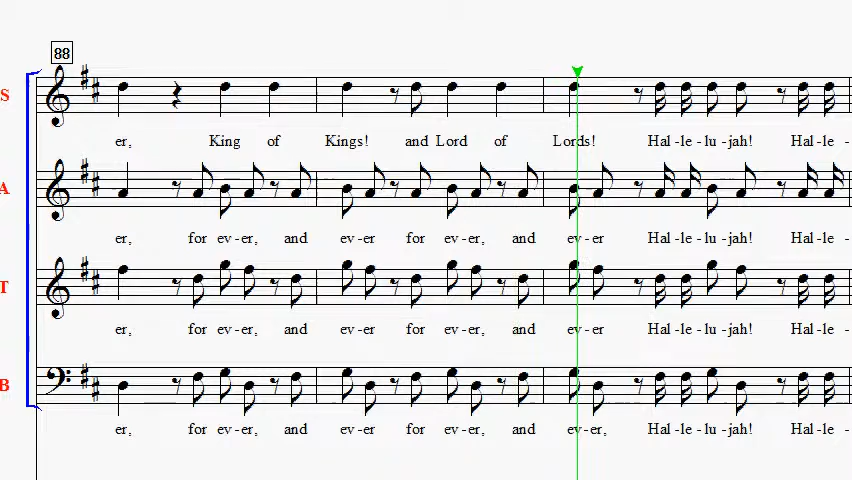 88
S
er, King of Kings! and Lord of Lords! Hal-le-lu-jah! Hal-le-
A
er, for ev-er, and ev-er for ev-er, and ev-er Hal-le-lu-jah! Hal-le-
T
er, for ev-er, and ev-er for ev-er, and ev-er Hal-le-lu-jah! Hal-le-
B
er, for ev-er, and ev-er for ev-er, and ev-er, Hal-le-lu-jah! Hal-le-